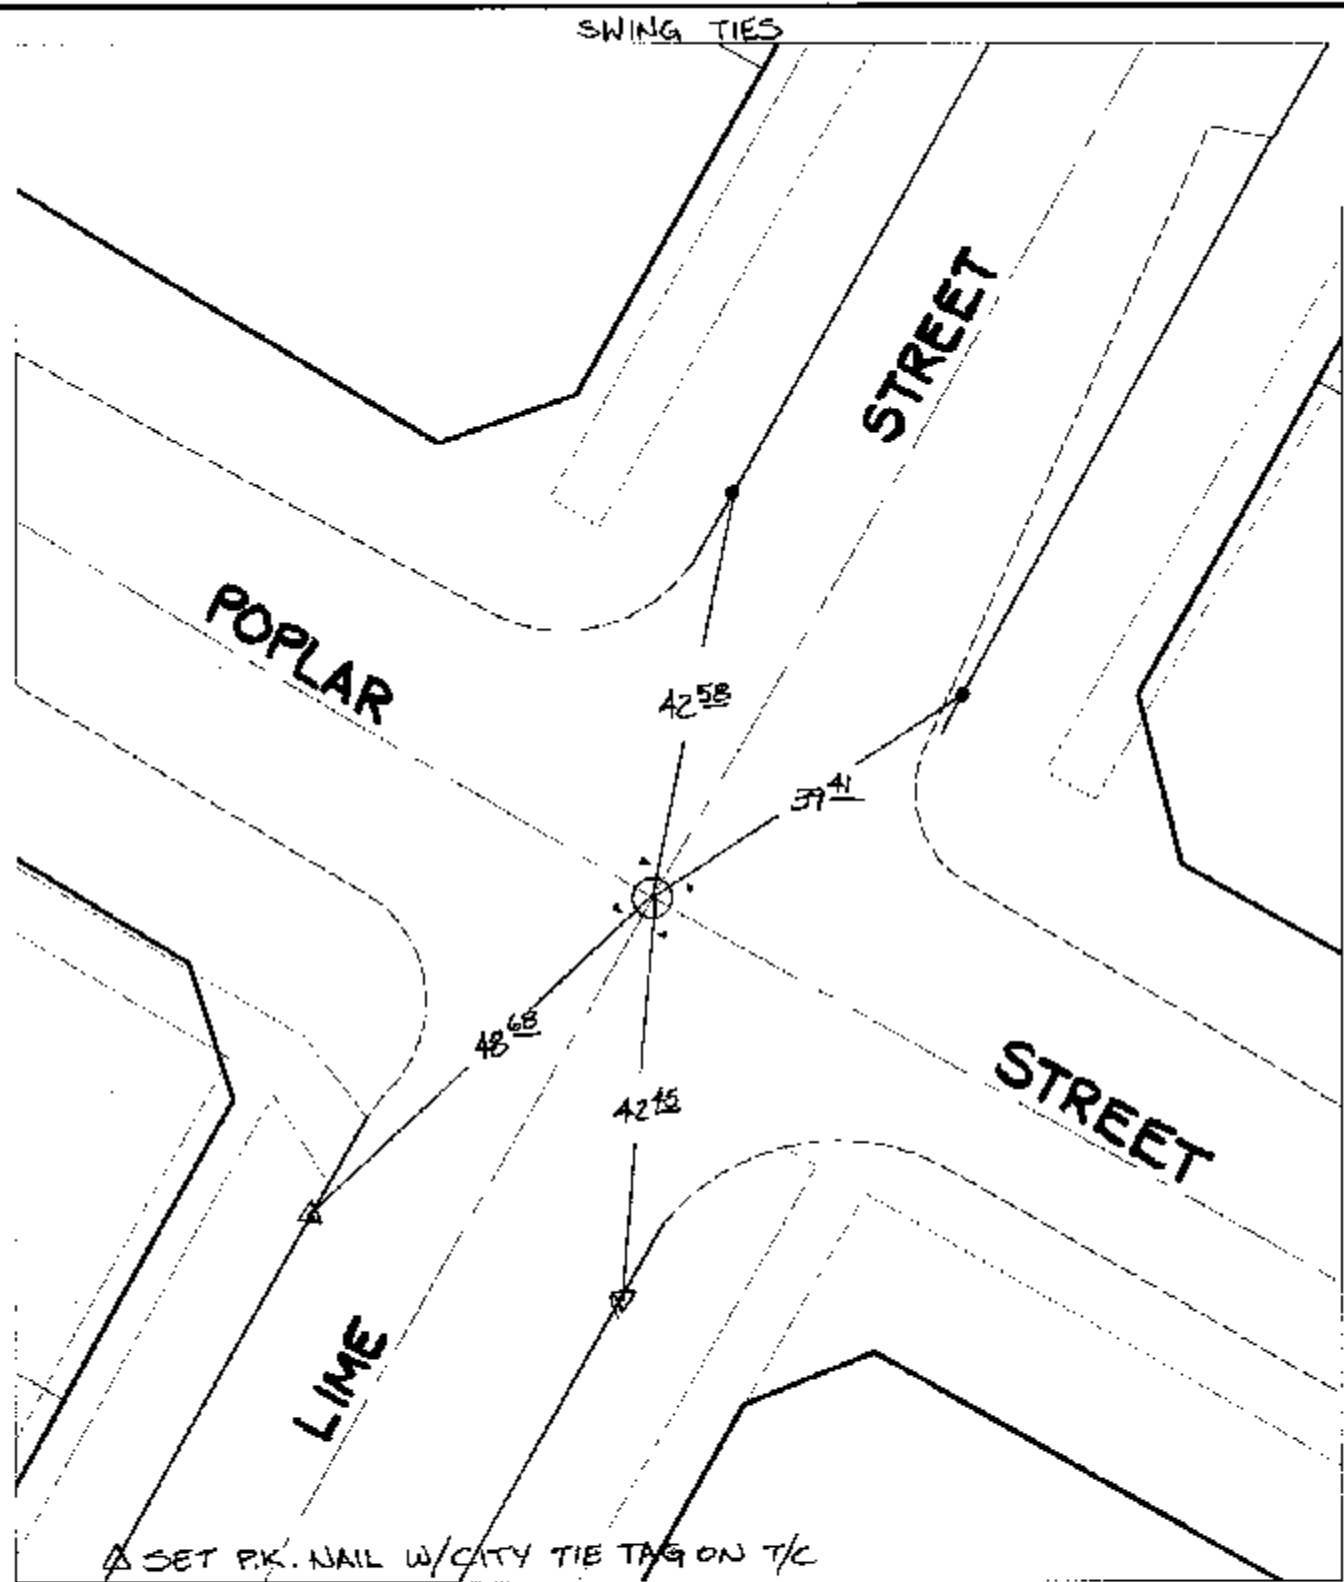 SWING TIES
STREET
POPLAR
42 58
39 41
48 68
42 45
STREET
LIME
SET P.K. NAIL W/CITY TIE TAG ON T/C